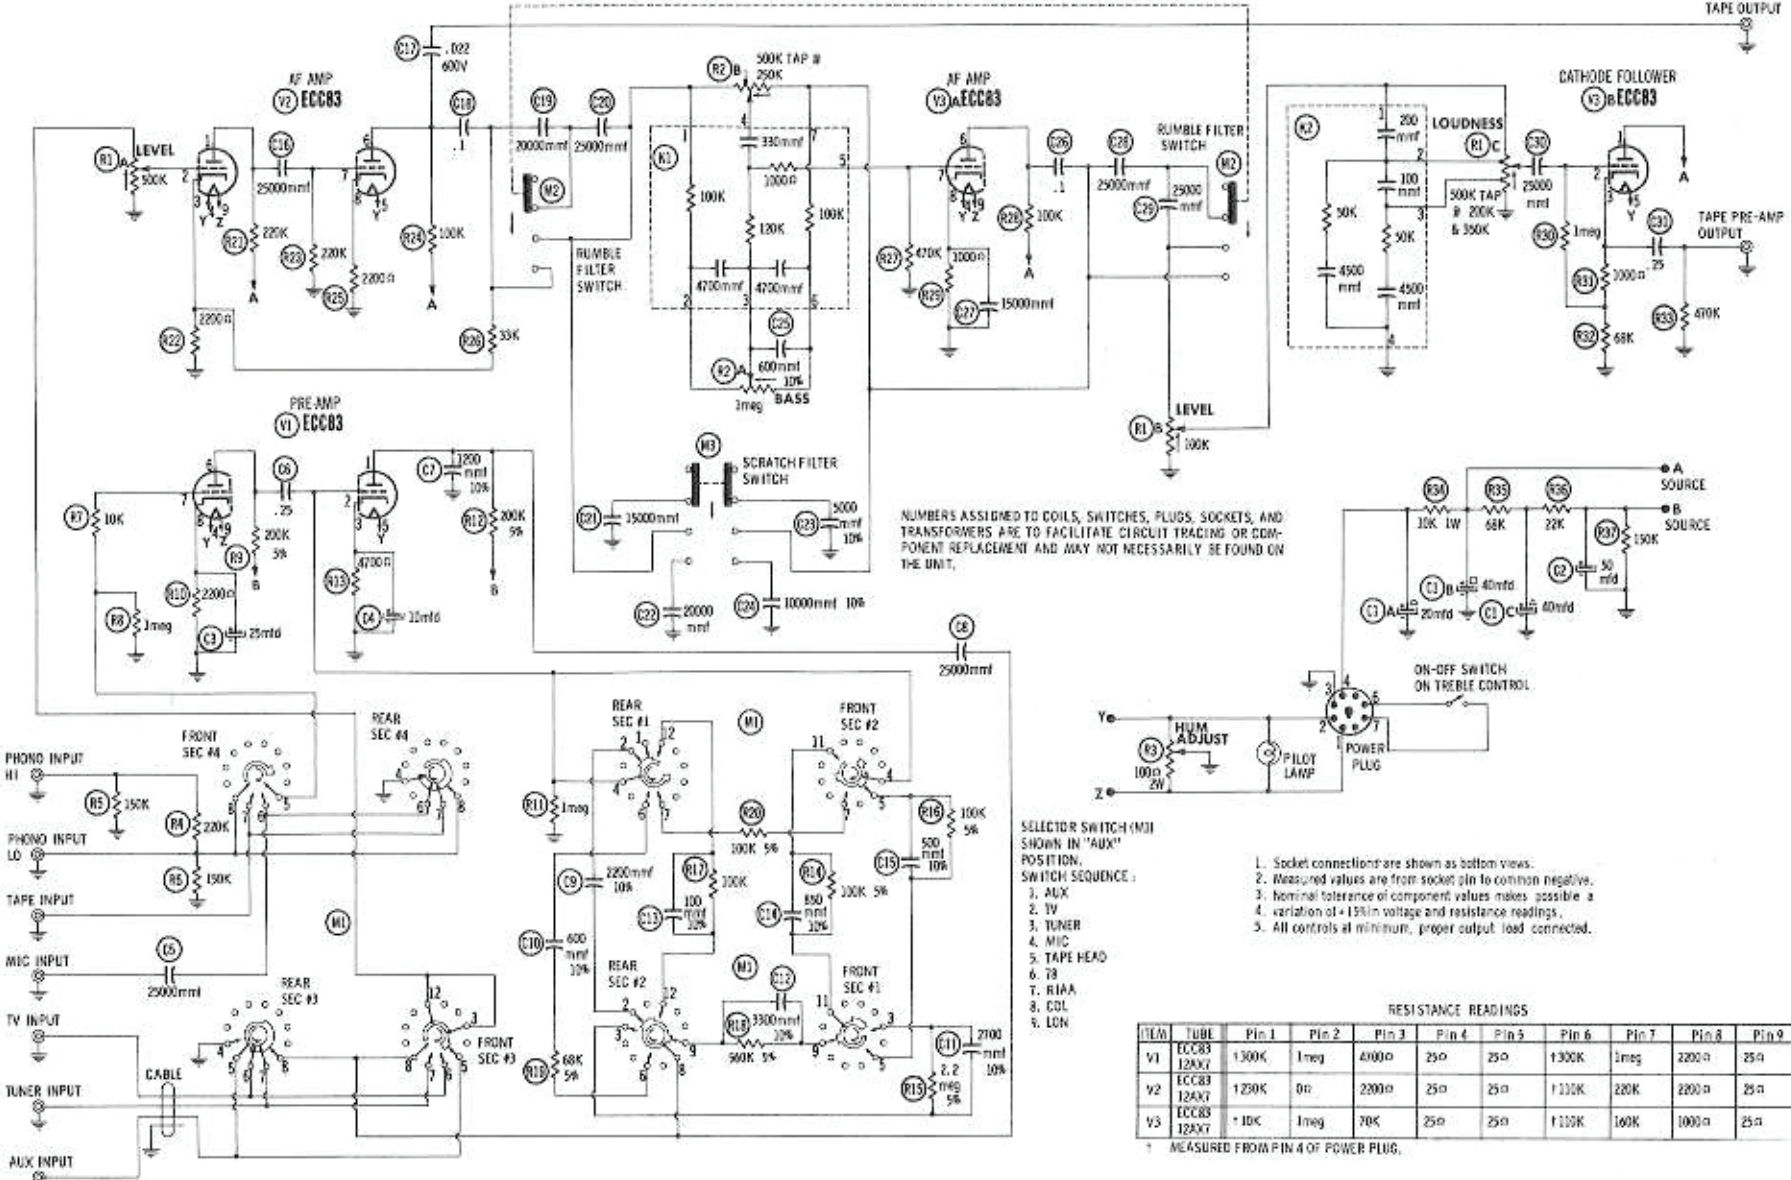 TAPE OUTPUT
C17 .022
600V
AF AMP
V2 ECC83
C18
.1
C19
20000mmf
C20
25000mmf
R2 B
500K TAP @
250K
AF AMP
V3 A ECC83
CATHODE FOLLOWER
V3 B ECC83
R1 A LEVEL
500K
C16
25000mmf
M2
RUMBLE
FILTER
SWITCH
K1
330mmf
1000Ω
100K
120K
100K
4700mmf
4700mmf
C25
600mmf
10%
R2 A
1meg
BASS
C26
.1
C28
25000mmf
RUMBLE FILTER
SWITCH
M2
25000
mmf
C29
K2
200
mmf
100
mmf
50K
50K
4500
mmf
4500
mmf
LOUDNESS
R1 C
500K TAP
@ 200K
& 350K
C30
25000
mmf
R30
1meg
C31
.25
TAPE PRE-AMP
OUTPUT
R31
1000Ω
R32
68K
R33
470K
R21
220K
R23
220K
R25
2200Ω
R24
100K
R22
2200Ω
R26
33K
R27
470K
R28
100K
R29
1000Ω
C27
15000mmf
R1 B
LEVEL
100K
PRE-AMP
V1 ECC83
R7
10K
R8
1meg
C6
.25
R9
200K
5%
R10
2200Ω
C3
25mfd
R13
4700Ω
C4
10mfd
C7
1200
mmf
10%
R12
200K
5%
M3
SCRATCH FILTER
SWITCH
C21
15000mmf
C23
5000
mmf
10%
C22
20000
mmf
C24
10000mmf 10%
NUMBERS ASSIGNED TO COILS, SWITCHES, PLUGS, SOCKETS, AND
TRANSFORMERS ARE TO FACILITATE CIRCUIT TRACING OR COM-
PONENT REPLACEMENT AND MAY NOT NECESSARILY BE FOUND ON
THE UNIT.
C8
25000mmf
R34
10K 1W
R35
68K
R36
22K
A
SOURCE
B
SOURCE
R37
150K
C2
50
mfd
C1 A
20mfd
C1 B
40mfd
C1 C
40mfd
ON-OFF SWITCH
ON TREBLE CONTROL
POWER
PLUG
PILOT
LAMP
HUM
ADJUST
R3
100Ω
2W
Y
Z
PHONO INPUT
HI
R5
150K
R4
220K
PHONO INPUT
LO
R6
150K
TAPE INPUT
MIC INPUT
C5
25000mmf
TV INPUT
TUNER INPUT
CABLE
AUX INPUT
FRONT
SEC #4
REAR
SEC #4
REAR
SEC #3
FRONT
SEC #3
M1
REAR
SEC #1
M1
FRONT
SEC #2
R11
1meg
R20
100K 5%
R16
100K
5%
C15
500
mmf
10%
C9
2200mmf
10%
R17
100K
C13
100
mmf
10%
R14
100K 5%
C14
10%
C10
600
mmf
10%
REAR
SEC #2
M1
C12
3300mmf
10%
R18
560K 5%
FRONT
SEC #1
C11
2700
mmf
10%
R19
68K
5%
R15
2.2
meg
5%
SELECTOR SWITCH (M1)
SHOWN IN "AUX"
POSITION.
SWITCH SEQUENCE :
1. AUX
2. TV
3. TUNER
4. MIC
5. TAPE HEAD
6. 78
7. RIAA
8. COL
9. LON
1. Socket connections are shown as bottom views.
2. Measured values are from socket pin to common negative.
3. Nominal tolerance of component values makes possible a
4. variation of ±15% in voltage and resistance readings.
5. All controls at minimum, proper output load connected.
RESISTANCE READINGS
ITEM TUBE Pin 1 Pin 2 Pin 3 Pin 4 Pin 5 Pin 6 Pin 7 Pin 8 Pin 9
V1 ECC83 12AX7 †300K 1meg 4700Ω 25Ω 25Ω †300K 1meg 2200Ω 25Ω
V2 ECC83 12AX7 †230K 0Ω 2200Ω 25Ω 25Ω †110K 220K 2200Ω 25Ω
V3 ECC83 12AX7 †10K 1meg 70K 25Ω 25Ω †110K 160K 1000Ω 25Ω
† MEASURED FROM PIN 4 OF POWER PLUG.